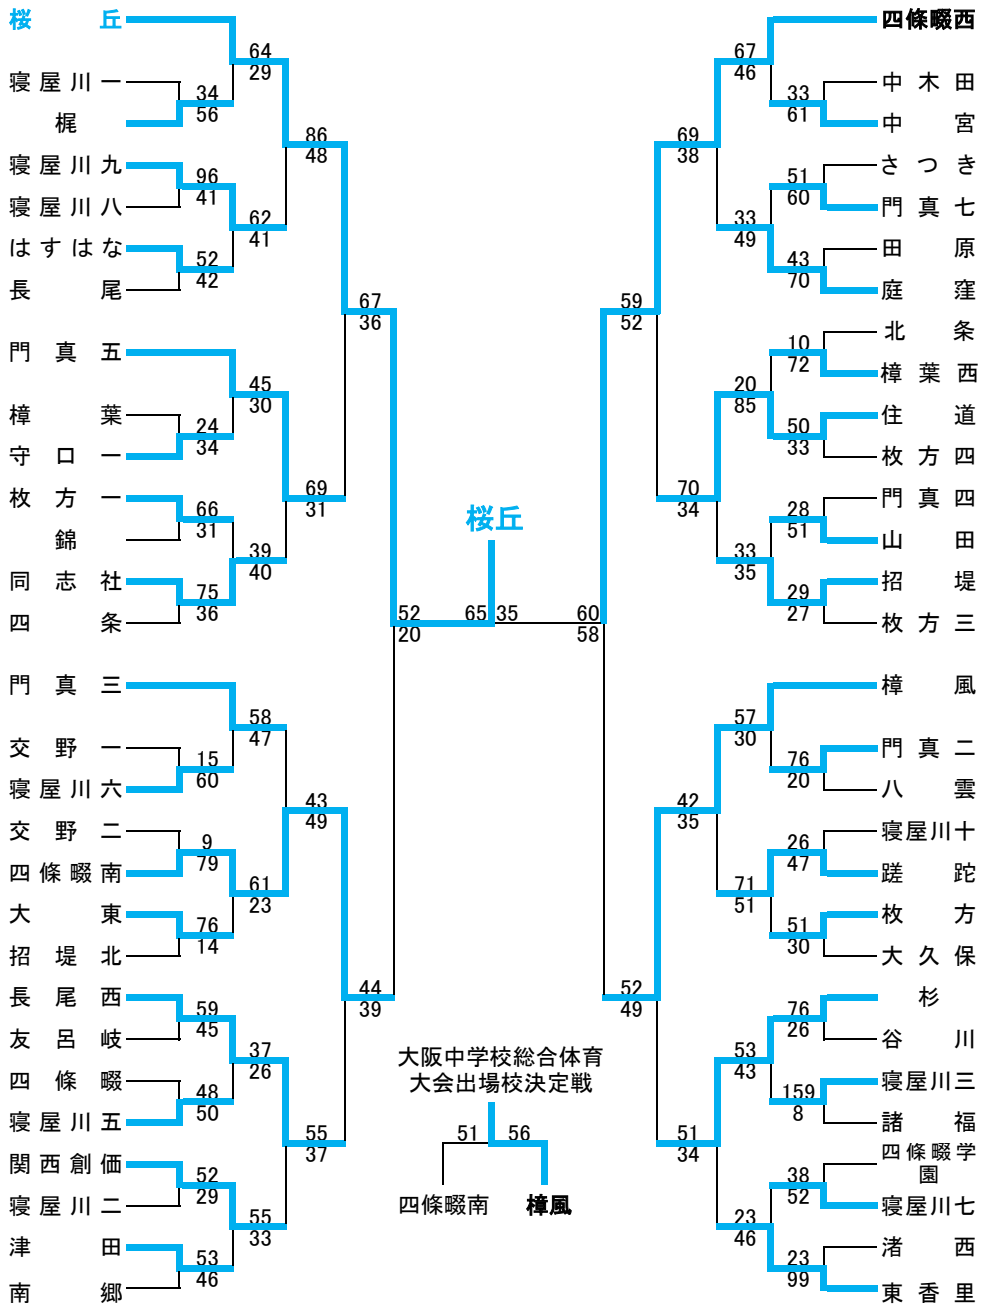 桜丘
64
29
寝屋川一
34
56
梶
86
48
寝屋川九
96
41
寝屋川八
62
41
はすはな
52
42
長尾
67
36
門真五
45
30
樟葉
24
34
守口一
69
31
枚方一
66
31
錦
39
40
同志社
75
36
四条
52
20
門真三
58
47
交野一
15
60
寝屋川六
43
49
交野二
9
79
四條畷南
61
23
大東
76
14
招堤北
44
39
長尾西
59
45
友呂岐
37
26
四條畷
48
50
寝屋川五
55
37
関西創価
52
29
寝屋川二
55
33
津田
53
46
南郷
桜丘
65 35
大阪中学校総合体育
大会出場校決定戦
51 56
四條畷南 樟風
四條畷西
67
46
中木田
33
61
中宮
69
38
さつき
51
60
門真七
33
49
田原
43
70
庭窪
59
52
北条
10
72
樟葉西
20
85
住道
50
33
枚方四
70
34
門真四
28
51
山田
33
35
招堤
29
27
枚方三
60
58
樟風
57
30
門真二
76
20
八雲
42
35
寝屋川十
26
47
蹉跎
71
51
枚方
51
30
大久保
52
49
杉
76
26
谷川
53
43
寝屋川三
159
8
諸福
51
34
四條畷学
園
38
52
寝屋川七
23
46
渚西
23
99
東香里